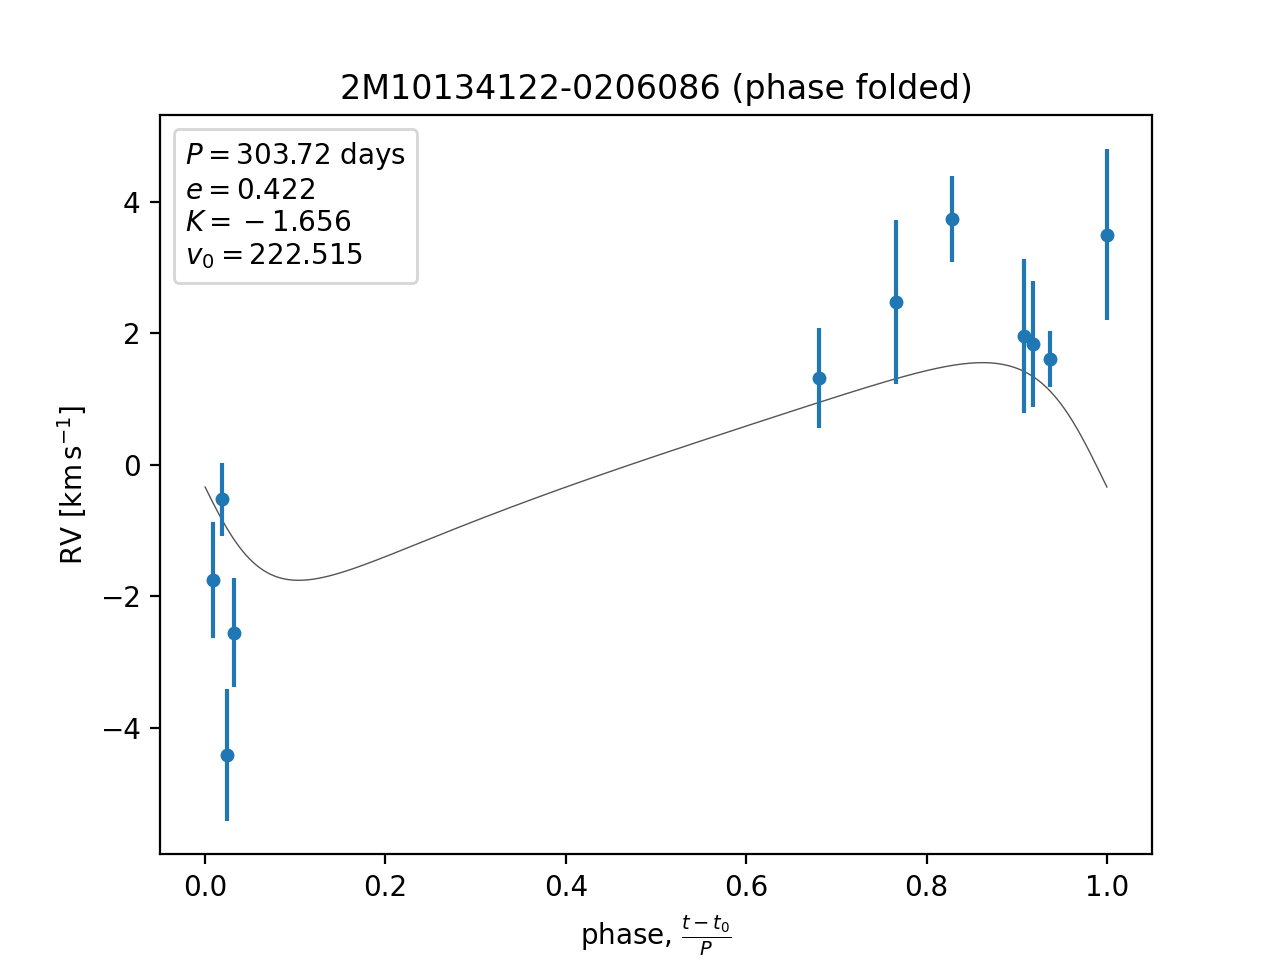 2M10134122-0206086 (phase folded)
P = 303.72 days
e = 0.422
K = −1.656
v₀ = 222.515
4
2
0
−2
−4
RV [km s⁻¹]
0.0 0.2 0.4 0.6 0.8 1.0
phase, (t − t₀)/P